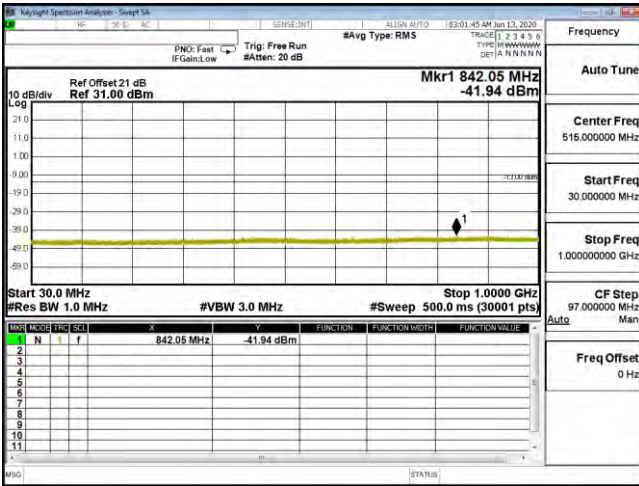 Keysight Spectrum Analyzer - Swept SA
RF 50 Ω AC SENSE:INT ALIGN AUTO 03:01:45 AM Jun 13, 2020
#Avg Type: RMS
TRACE 1 2 3 4 5 6
TYPE M W W W W W
DET A N N N N N
PNO: Fast Trig: Free Run
IFGain:Low #Atten: 20 dB
Frequency
Auto Tune
Center Freq
515.000000 MHz
Start Freq
30.000000 MHz
Stop Freq
1.000000000 GHz
CF Step
97.000000 MHz
Auto Man
Freq Offset
0 Hz
Mkr1 842.05 MHz
-41.94 dBm
Ref Offset 21 dB
10 dB/div Ref 31.00 dBm
Log
21.0
11.0
1.00
-9.00
-13.00 dBm
-19.0
-29.0
-39.0
-49.0
-59.0
1
Start 30.0 MHz Stop 1.0000 GHz
#Res BW 1.0 MHz #VBW 3.0 MHz #Sweep 500.0 ms (30001 pts)
MKR MODE TRC SCL X Y FUNCTION FUNCTION WIDTH FUNCTION VALUE
1 N 1 f 842.05 MHz -41.94 dBm
2
3
4
5
6
7
8
9
10
11
MSG STATUS